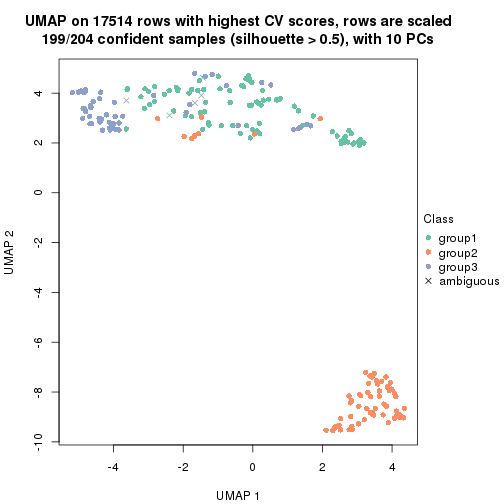 UMAP on 17514 rows with highest CV scores, rows are scaled
199/204 confident samples (silhouette > 0.5), with 10 PCs
4
2
0
-2
-4
-6
-8
-10
UMAP 2
-4
-2
0
2
4
UMAP 1
Class
group1
group2
group3
ambiguous